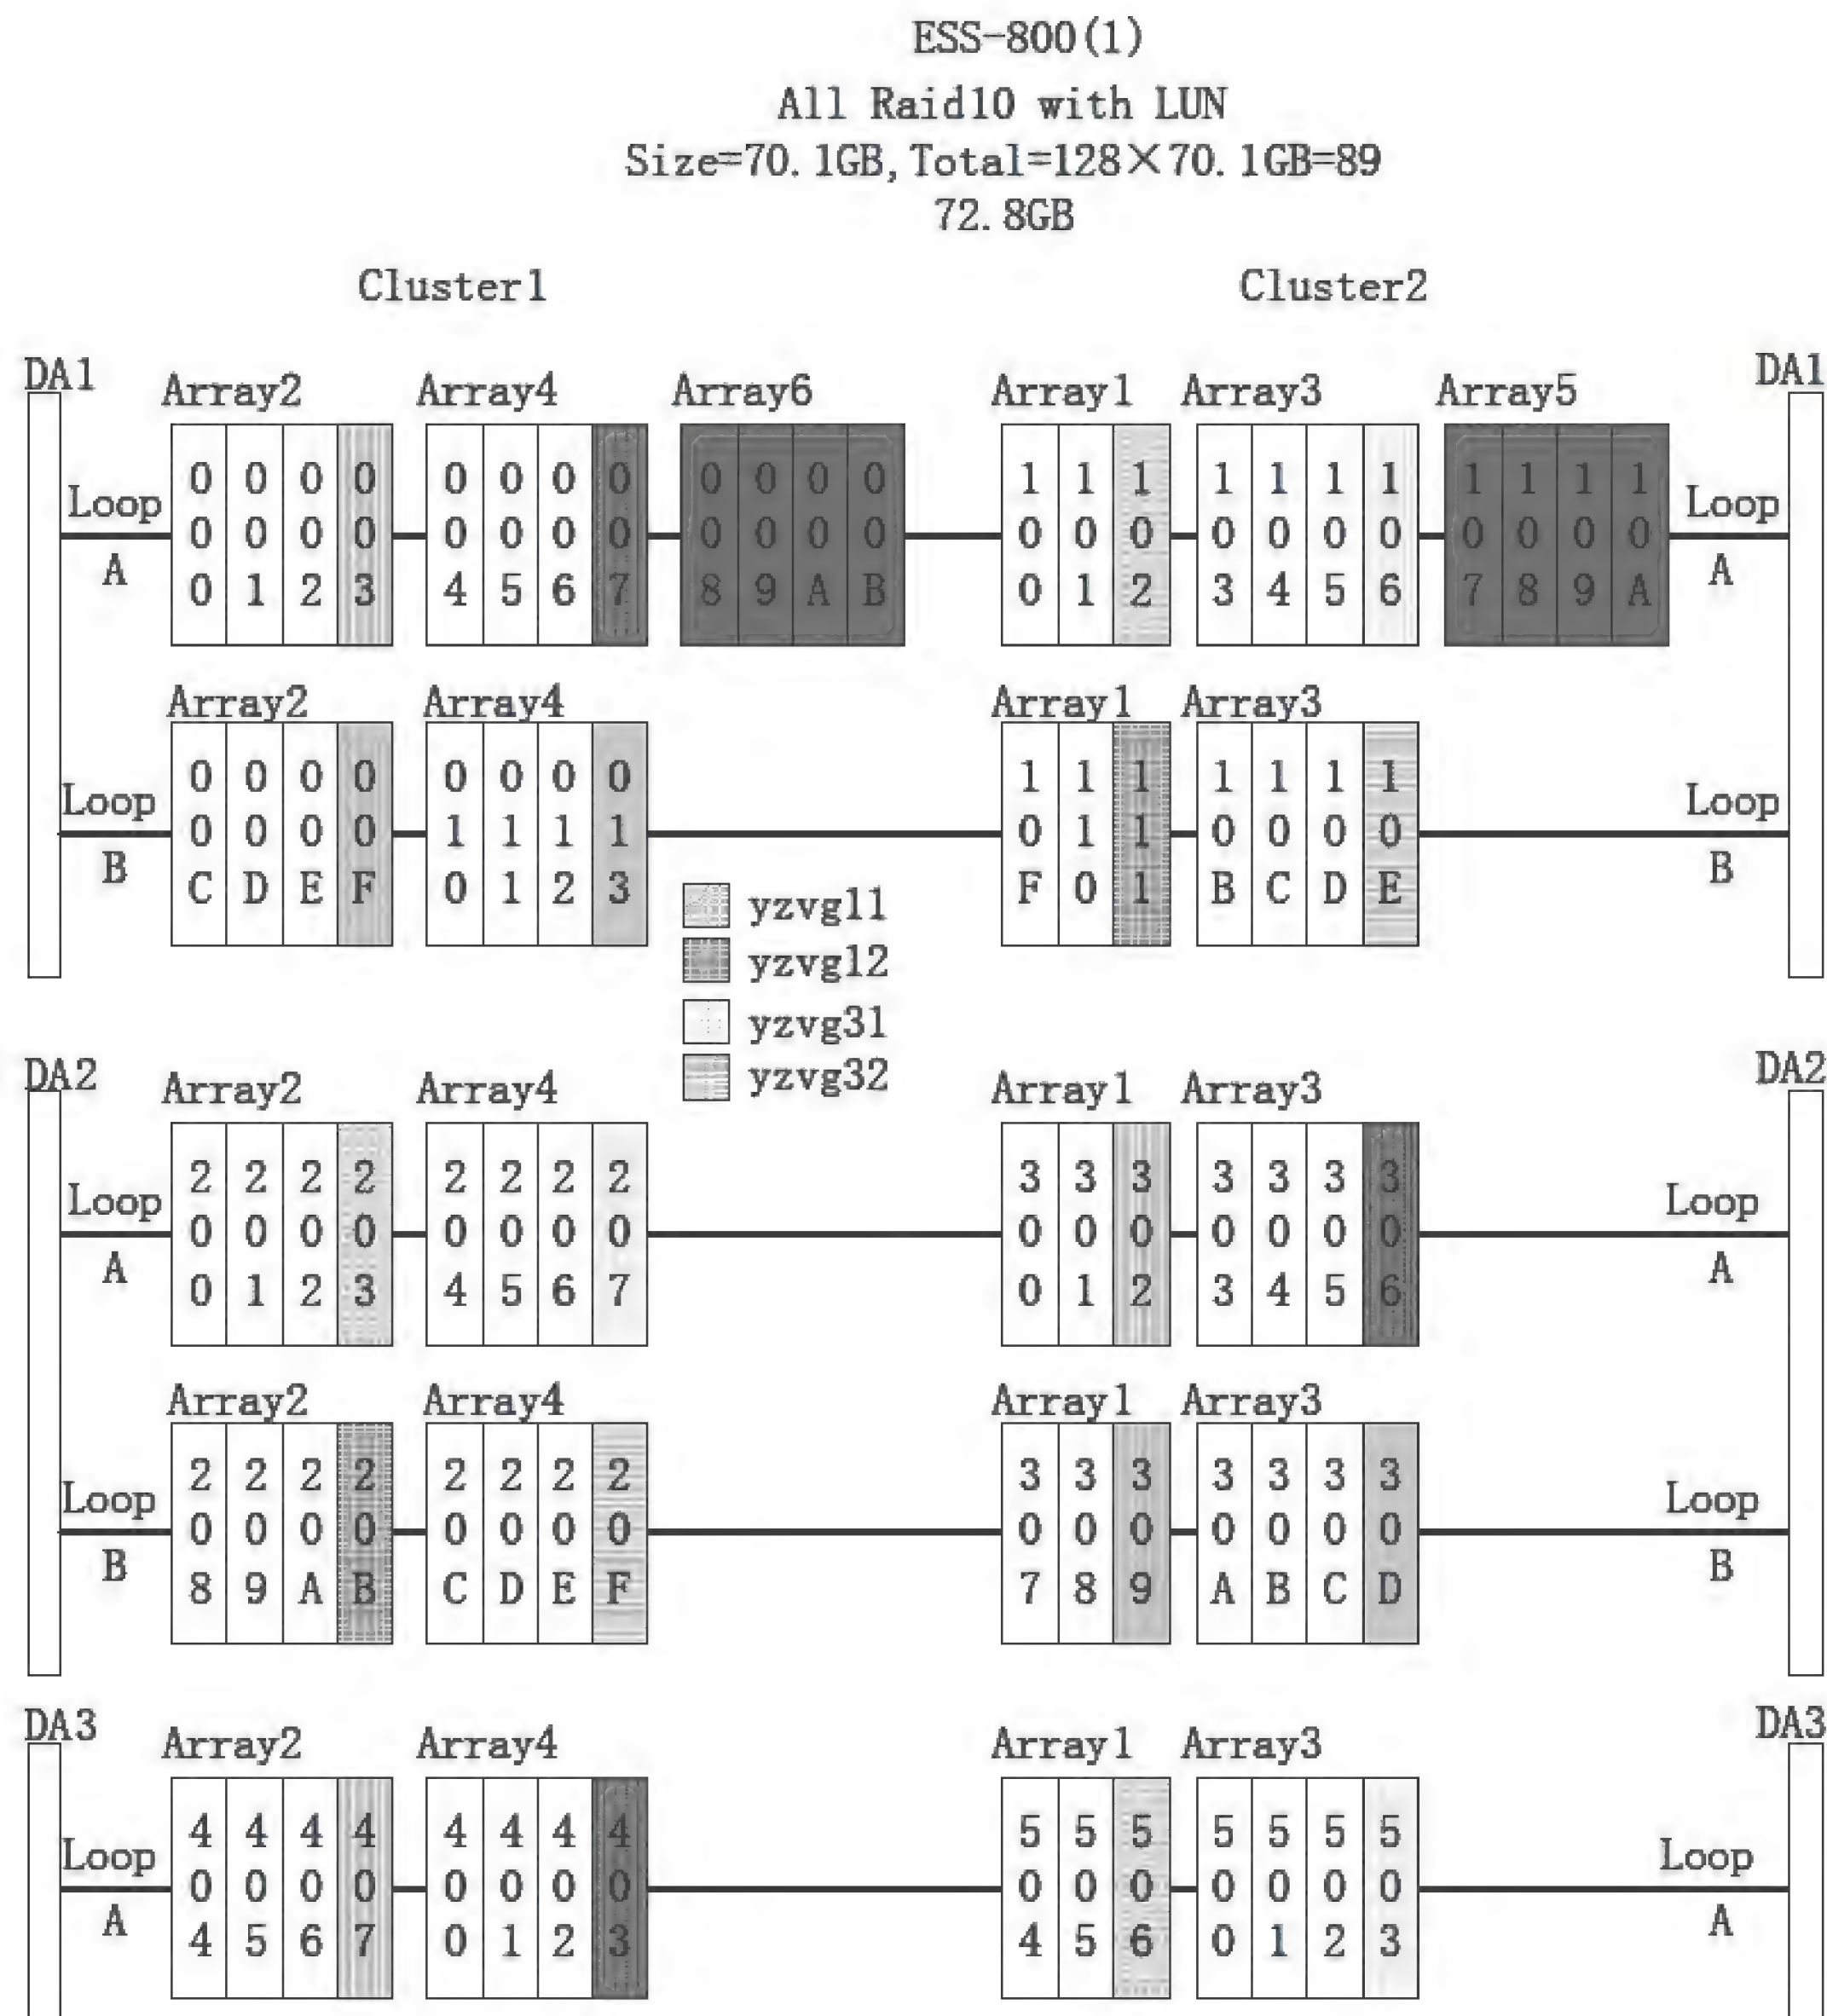 ESS-800(1)
All Raid10 with LUN
Size=70.1GB,Total=128×70.1GB=89
72.8GB
Cluster1 Cluster2
DA1 DA1
Array2 Array4 Array6 Array1 Array3 Array5
0 0 0 0 0 0 0 0 0 0 0 0 1 1 1 1 1 1 1 1 1 1 1
Loop Loop
0 0 0 0 0 0 0 0 0 0 0 0 0 0 0 0 0 0 0 0 0 0 0
A A
0 1 2 3 4 5 6 7 8 9 A B 0 1 2 3 4 5 6 7 8 9 A
Array2 Array4 Array1 Array3
0 0 0 0 0 0 0 0 1 1 1 1 1 1 1
Loop Loop
0 0 0 0 1 1 1 1 0 1 1 0 0 0 0
B B
C D E F 0 1 2 3 F 0 1 B C D E
yzvg11
yzvg12
yzvg31
yzvg32
DA2 DA2
Array2 Array4 Array1 Array3
2 2 2 2 2 2 2 2 3 3 3 3 3 3 3
Loop Loop
0 0 0 0 0 0 0 0 0 0 0 0 0 0 0
A A
0 1 2 3 4 5 6 7 0 1 2 3 4 5 6
Array2 Array4 Array1 Array3
2 2 2 2 2 2 2 2 3 3 3 3 3 3 3
Loop Loop
0 0 0 0 0 0 0 0 0 0 0 0 0 0 0
B B
8 9 A B C D E F 7 8 9 A B C D
DA3 DA3
Array2 Array4 Array1 Array3
4 4 4 4 4 4 4 4 5 5 5 5 5 5 5
Loop Loop
0 0 0 0 0 0 0 0 0 0 0 0 0 0 0
A A
4 5 6 7 0 1 2 3 4 5 6 0 1 2 3